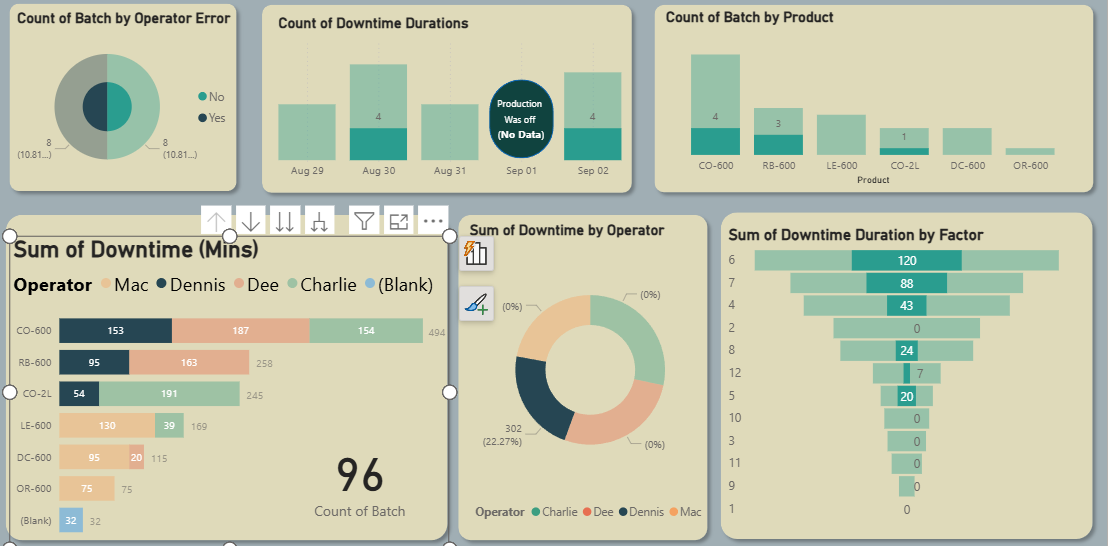 Count of Batch by Operator Error
No
Yes
8
(10.81...)
8
(10.81...)
Count of Downtime Durations
4
Production
Was off
(No Data)
4
Aug 29
Aug 30
Aug 31
Sep 01
Sep 02
Count of Batch by Product
4
3
1
CO-600
RB-600
LE-600
CO-2L
DC-600
OR-600
Product
Sum of Downtime (Mins)
Operator Mac Dennis Dee Charlie (Blank)
CO-600 153 187 154 494
RB-600 95 163 258
CO-2L 54 191 245
LE-600 130 39 169
DC-600 95 20 115
OR-600 75 75
(Blank) 32 32
96
Count of Batch
Sum of Downtime by Operator
(0%)
(0%)
302
(22.27%)
(0%)
Operator Charlie Dee Dennis Mac
Sum of Downtime Duration by Factor
6 120
7 88
4 43
2 0
8 24
12 7
5 20
10 0
3 0
11 0
9 0
1 0